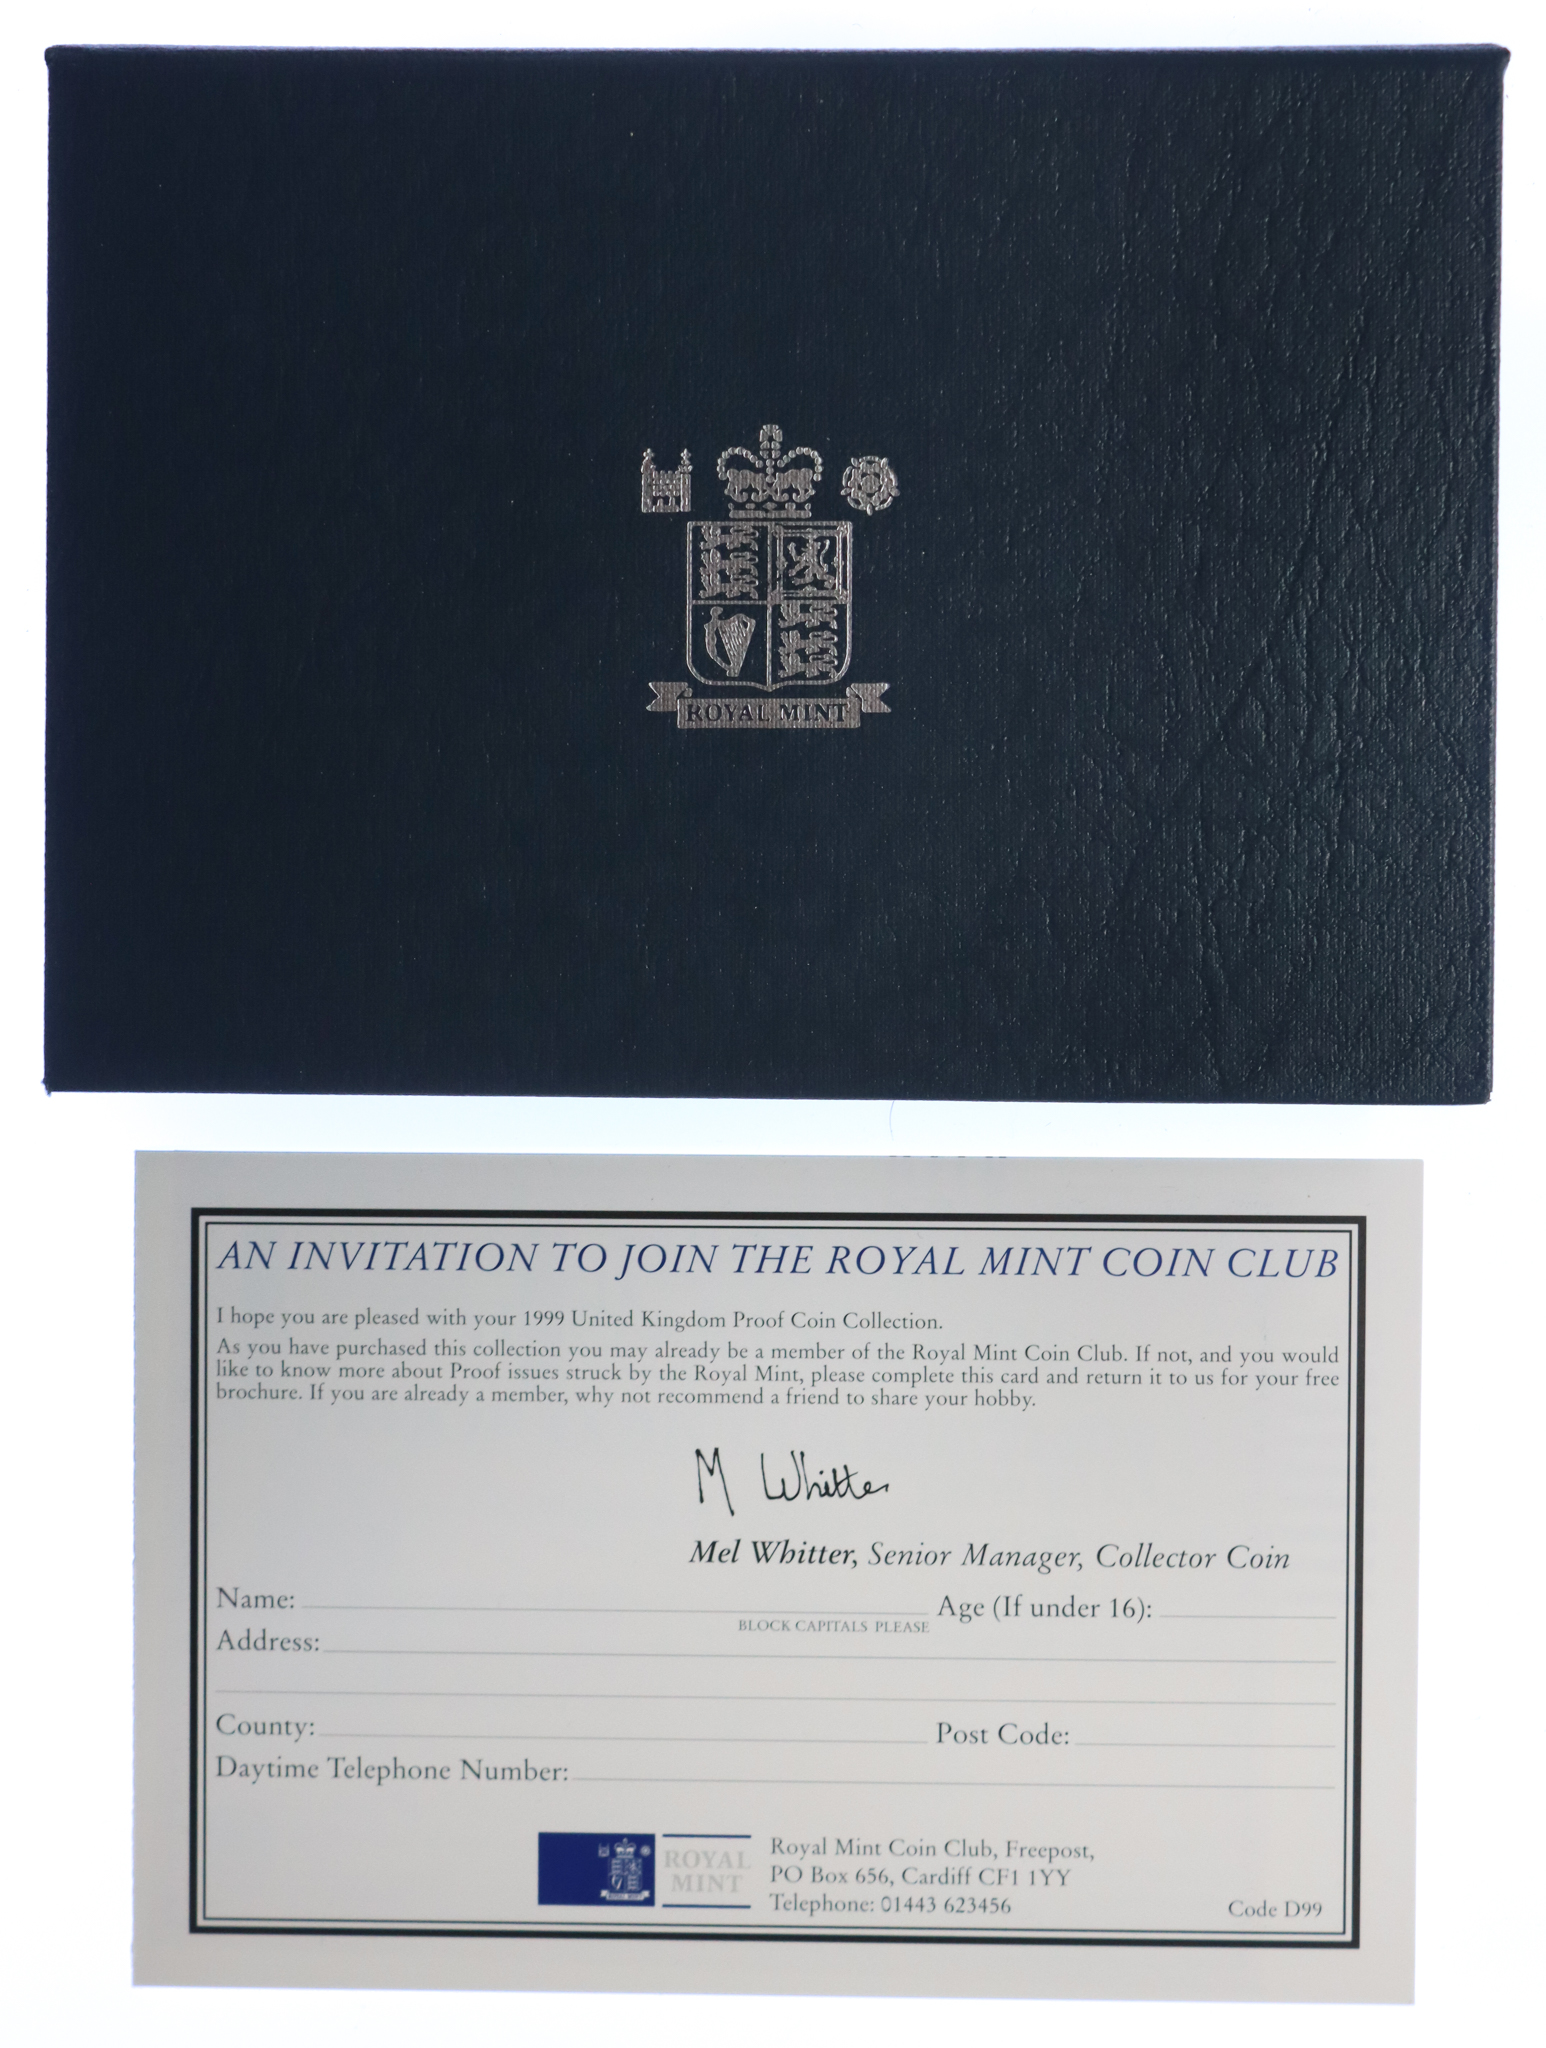 ROYAL MINT
AN INVITATION TO JOIN THE ROYAL MINT COIN CLUB
I hope you are pleased with your 1999 United Kingdom Proof Coin Collection.
As you have purchased this collection you may already be a member of the Royal Mint Coin Club. If not, and you would
like to know more about Proof issues struck by the Royal Mint, please complete this card and return it to us for your free
brochure. If you are already a member, why not recommend a friend to share your hobby.
M Whitter
Mel Whitter, Senior Manager, Collector Coin
Name: Age (If under 16):
BLOCK CAPITALS PLEASE
Address:
County: Post Code:
Daytime Telephone Number:
ROYAL MINT
ROYAL
MINT
Royal Mint Coin Club, Freepost,
PO Box 656, Cardiff CF1 1YY
Telephone: 01443 623456
Code D99